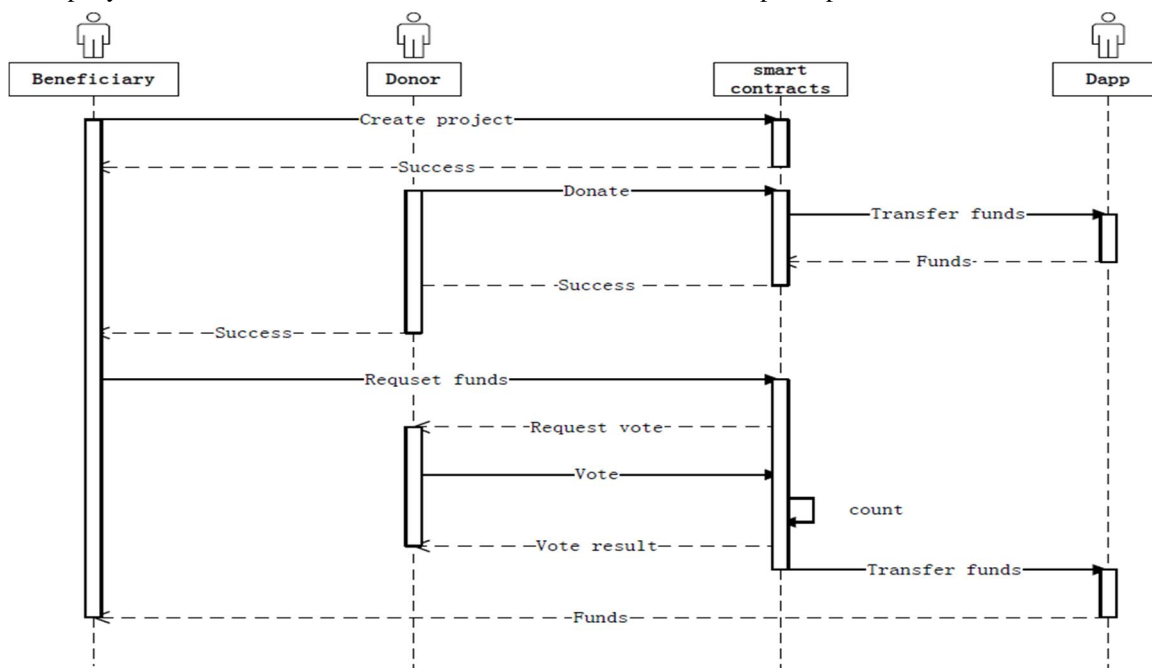 Beneficiary
Donor
smart
contracts
Dapp
Create project
Success
Donate
Transfer funds
Funds
Success
Success
Requset funds
Request vote
Vote
count
Vote result
Transfer funds
Funds